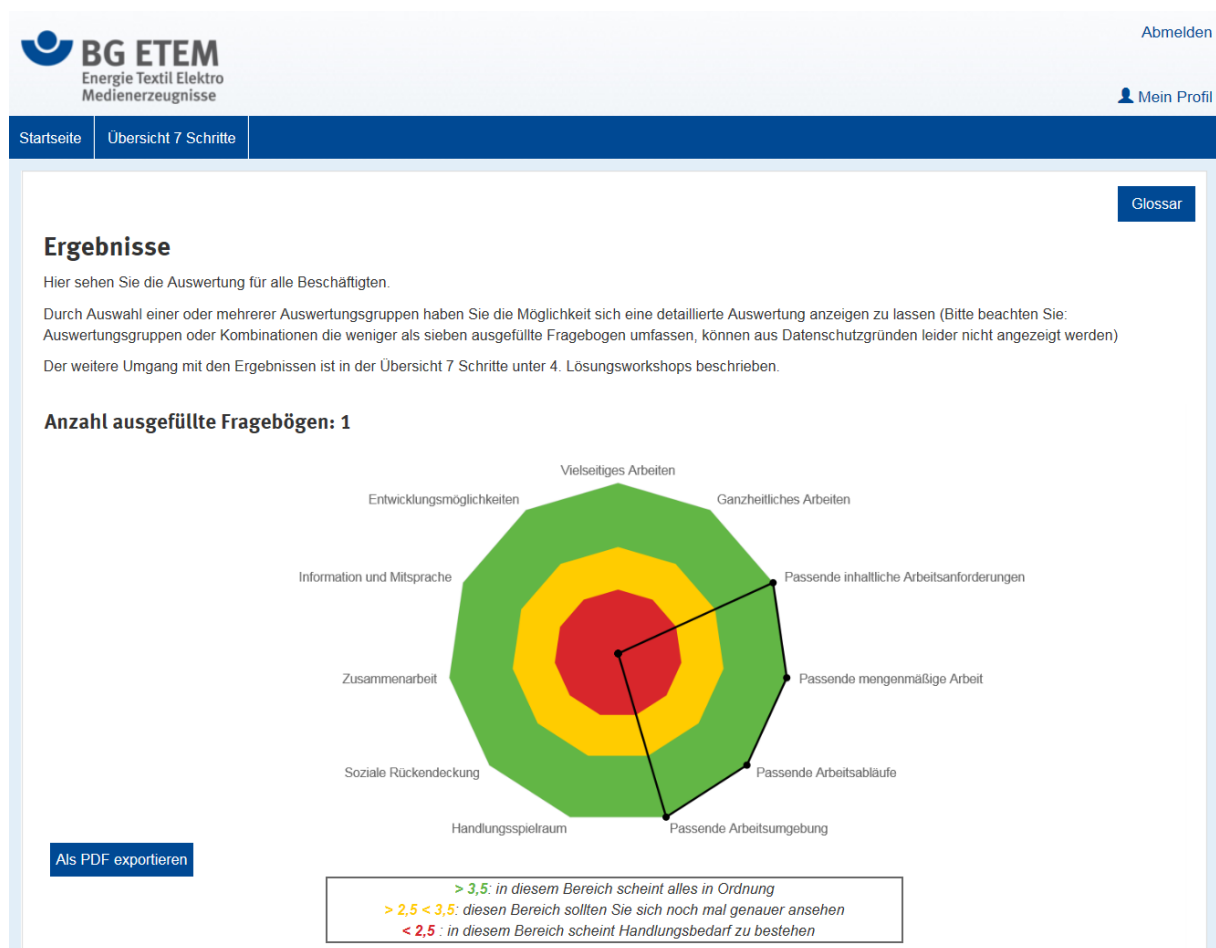 Abmelden
BG ETEM
Energie Textil Elektro
Medienerzeugnisse
Mein Profil
Startseite
Übersicht 7 Schritte
Glossar
Ergebnisse
Hier sehen Sie die Auswertung für alle Beschäftigten.
Durch Auswahl einer oder mehrerer Auswertungsgruppen haben Sie die Möglichkeit sich eine detaillierte Auswertung anzeigen zu lassen (Bitte beachten Sie:
Auswertungsgruppen oder Kombinationen die weniger als sieben ausgefüllte Fragebogen umfassen, können aus Datenschutzgründen leider nicht angezeigt werden)
Der weitere Umgang mit den Ergebnissen ist in der Übersicht 7 Schritte unter 4. Lösungsworkshops beschrieben.
Anzahl ausgefüllte Fragebögen: 1
Vielseitiges Arbeiten
Entwicklungsmöglichkeiten
Ganzheitliches Arbeiten
Information und Mitsprache
Passende inhaltliche Arbeitsanforderungen
Zusammenarbeit
Passende mengenmäßige Arbeit
Soziale Rückendeckung
Passende Arbeitsabläufe
Handlungsspielraum
Passende Arbeitsumgebung
Als PDF exportieren
> 3,5: in diesem Bereich scheint alles in Ordnung
> 2,5 < 3,5: diesen Bereich sollten Sie sich noch mal genauer ansehen
< 2,5 : in diesem Bereich scheint Handlungsbedarf zu bestehen